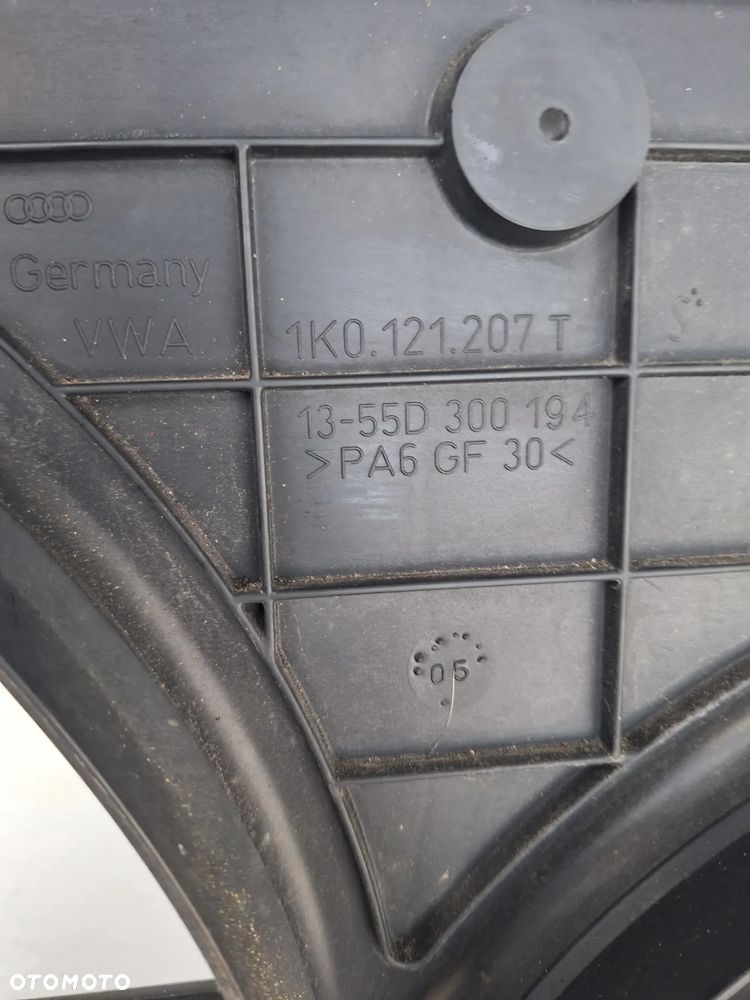 Germany
VWA
1K0.121.207 T
S
13-55D 300 194
>PA6 GF 30<
05
OTOMOTO